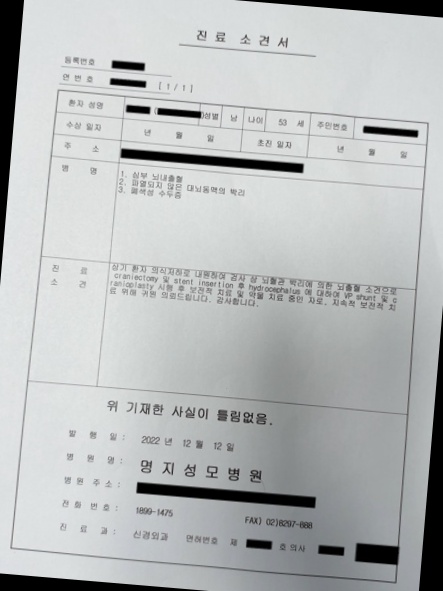 진 료 소 견 서
등록번호
연 번 호 [ 1 / 1 ]
환자 성명 성별 남 나이 53 세 주민번호
수상 일자 년 월 일 초진 일자 년 월 일
주 소
병 명
1. 심부 뇌내출혈
2. 파열되지 않은 대뇌동맥의 박리
3. 폐쇄성 수두증
진 료
소 견
상기 환자 의식저하로 내원하여 검사 상 뇌혈관 박리에 의한 뇌출혈 소견으로
craniectomy 및 stent insertion 후 hydrocephalus 에 대하여 VP shunt 및 c
ranioplasty 시행 후 보전적 치료 및 약물 치료 중인 자로, 지속적 보전적 치
료 위해 귀원 의뢰드립니다. 감사합니다.
위 기재한 사실이 틀림없음.
발 행 일 : 2022 년 12 월 12 일
병 원 명 : 명 지 성 모 병 원
병원 주소 :
전화 번호 : 1899-1475 FAX) 02)8297-888
진 료 과 : 신경외과 면허번호 제 호 의사